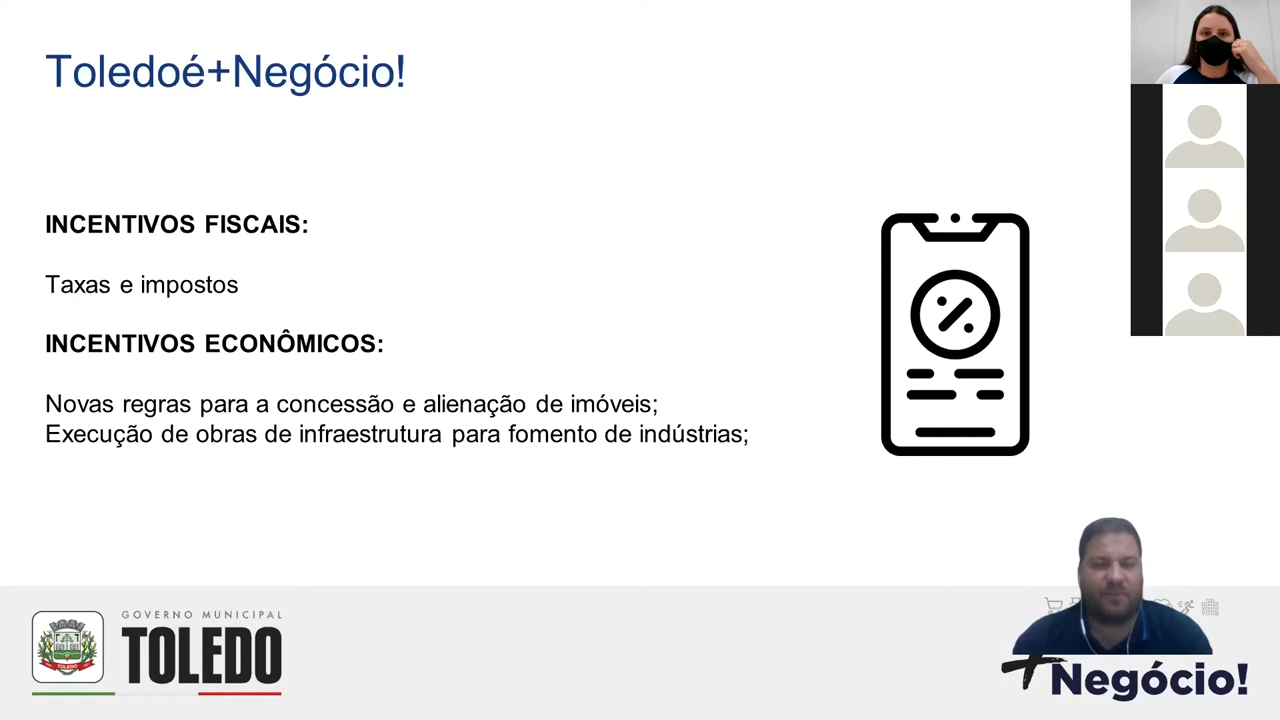 Toledoé+Negócio!
INCENTIVOS FISCAIS:
Taxas e impostos
INCENTIVOS ECONÔMICOS:
Novas regras para a concessão e alienação de imóveis;
Execução de obras de infraestrutura para fomento de indústrias;
GOVERNO MUNICIPAL
TOLEDO
TOLEDO
+Negócio!